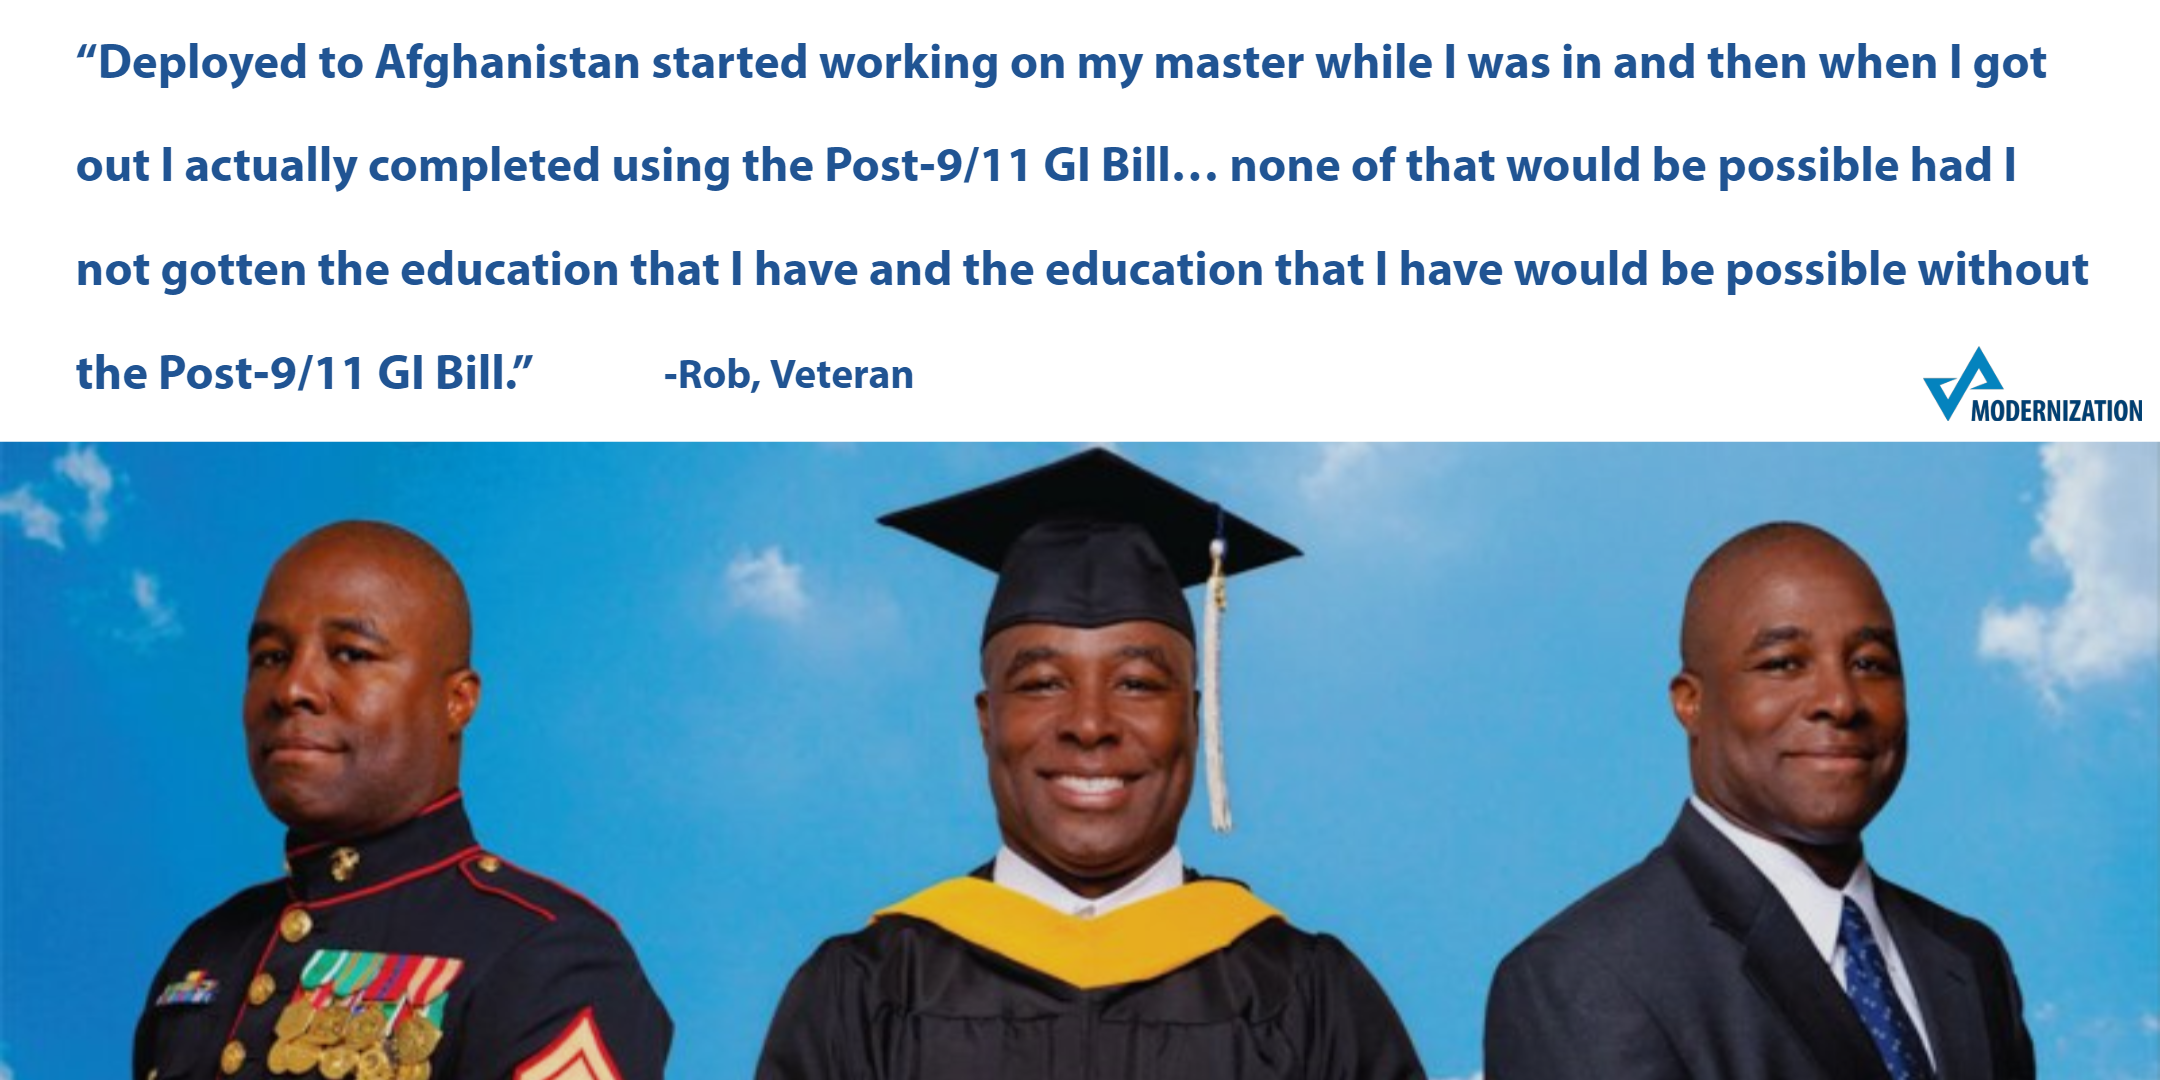 “Deployed to Afghanistan started working on my master while I was in and then when I got
out I actually completed using the Post-9/11 GI Bill… none of that would be possible had I
not gotten the education that I have and the education that I have would be possible without
the Post-9/11 GI Bill.” -Rob, Veteran
MODERNIZATION